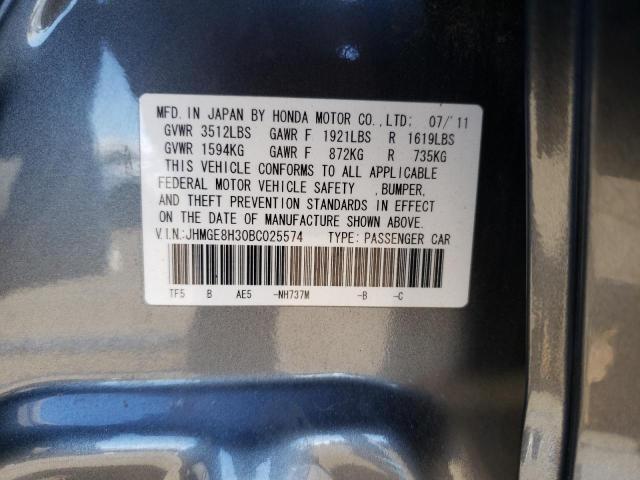 MFD. IN JAPAN BY HONDA MOTOR CO.,LTD: 07/'11
GVWR 3512LBS GAWR F 1921LBS R 1619LBS
GVWR 1594KG GAWR F 872KG R 735KG
THIS VEHICLE CONFORMS TO ALL APPLICABLE
FEDERAL MOTOR VEHICLE SAFETY ,BUMPER,
AND THEFT PREVENTION STANDARDS IN EFFECT
ON THE DATE OF MANUFACTURE SHOWN ABOVE.
V.I.N:JHMGE8H30BC025574 TYPE: PASSENGER CAR
TF5 B AE5 -NH737M -B -C